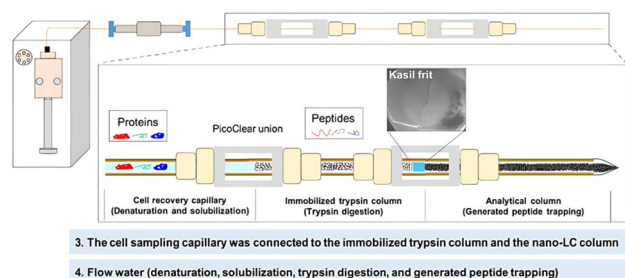 Kasil frit
Proteins
Peptides
PicoClear union
Cell recovery capillary
(Denaturation and solubilization)
Immobilized trypsin column
(Trypsin digestion)
Analytical column
(Generated peptide trapping)
3. The cell sampling capillary was connected to the immobilized trypsin column and the nano-LC column
4. Flow water (denaturation, solubilization, trypsin digestion, and generated peptide trapping)